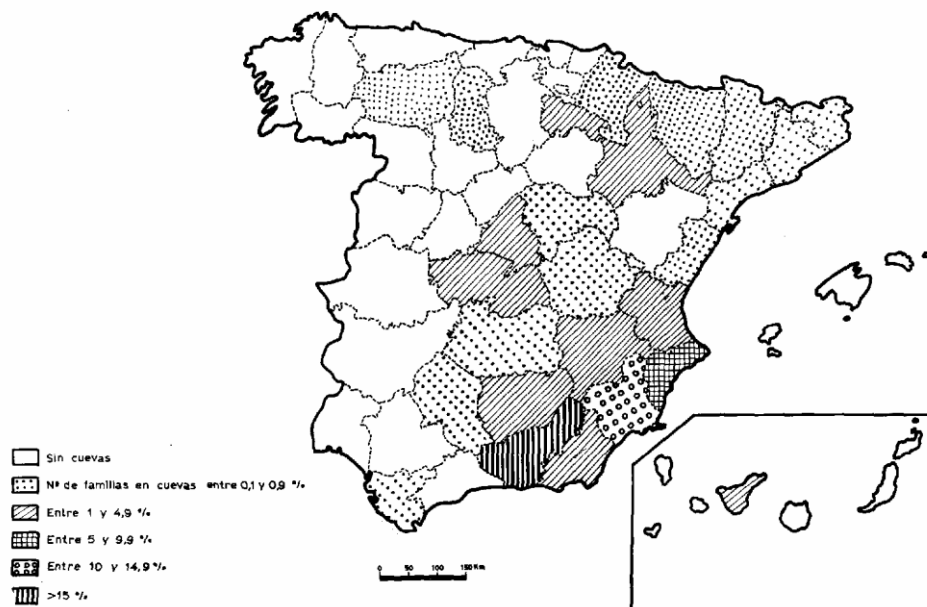 Sin cuevas
Nº de familias en cuevas entre 0,1 y 0,9 %
Entre 1 y 4,9 %
Entre 5 y 9,9 %
Entre 10 y 14,9 %
>15 %
0 50 100 150 Km